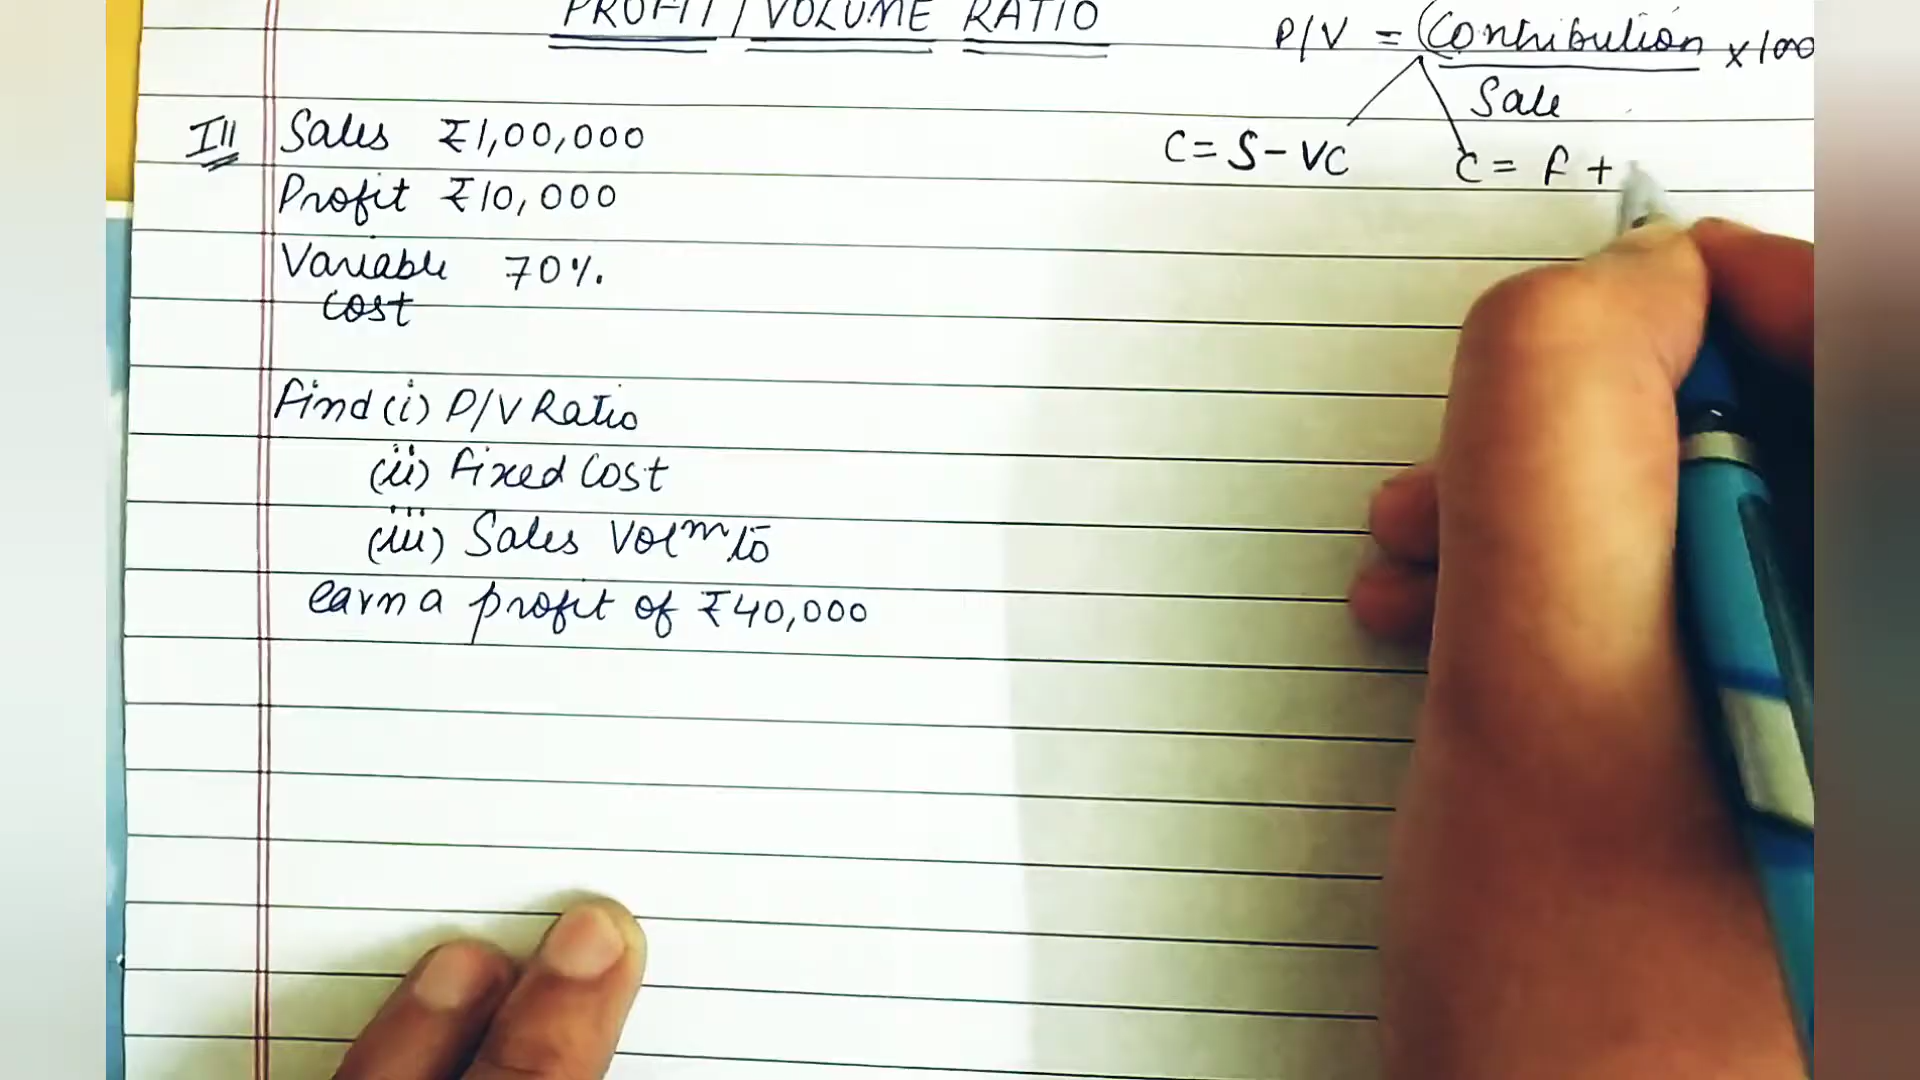 PROFIT / VOLUME RATIO
P/V = Contribution x 100
Sale
C = S - VC
C = F +
III Sales ₹1,00,000
Profit ₹10,000
Variable 70%.
cost
Find (i) P/V Ratio
(ii) Fixed Cost
(iii) Sales Volm to
earn a profit of ₹40,000